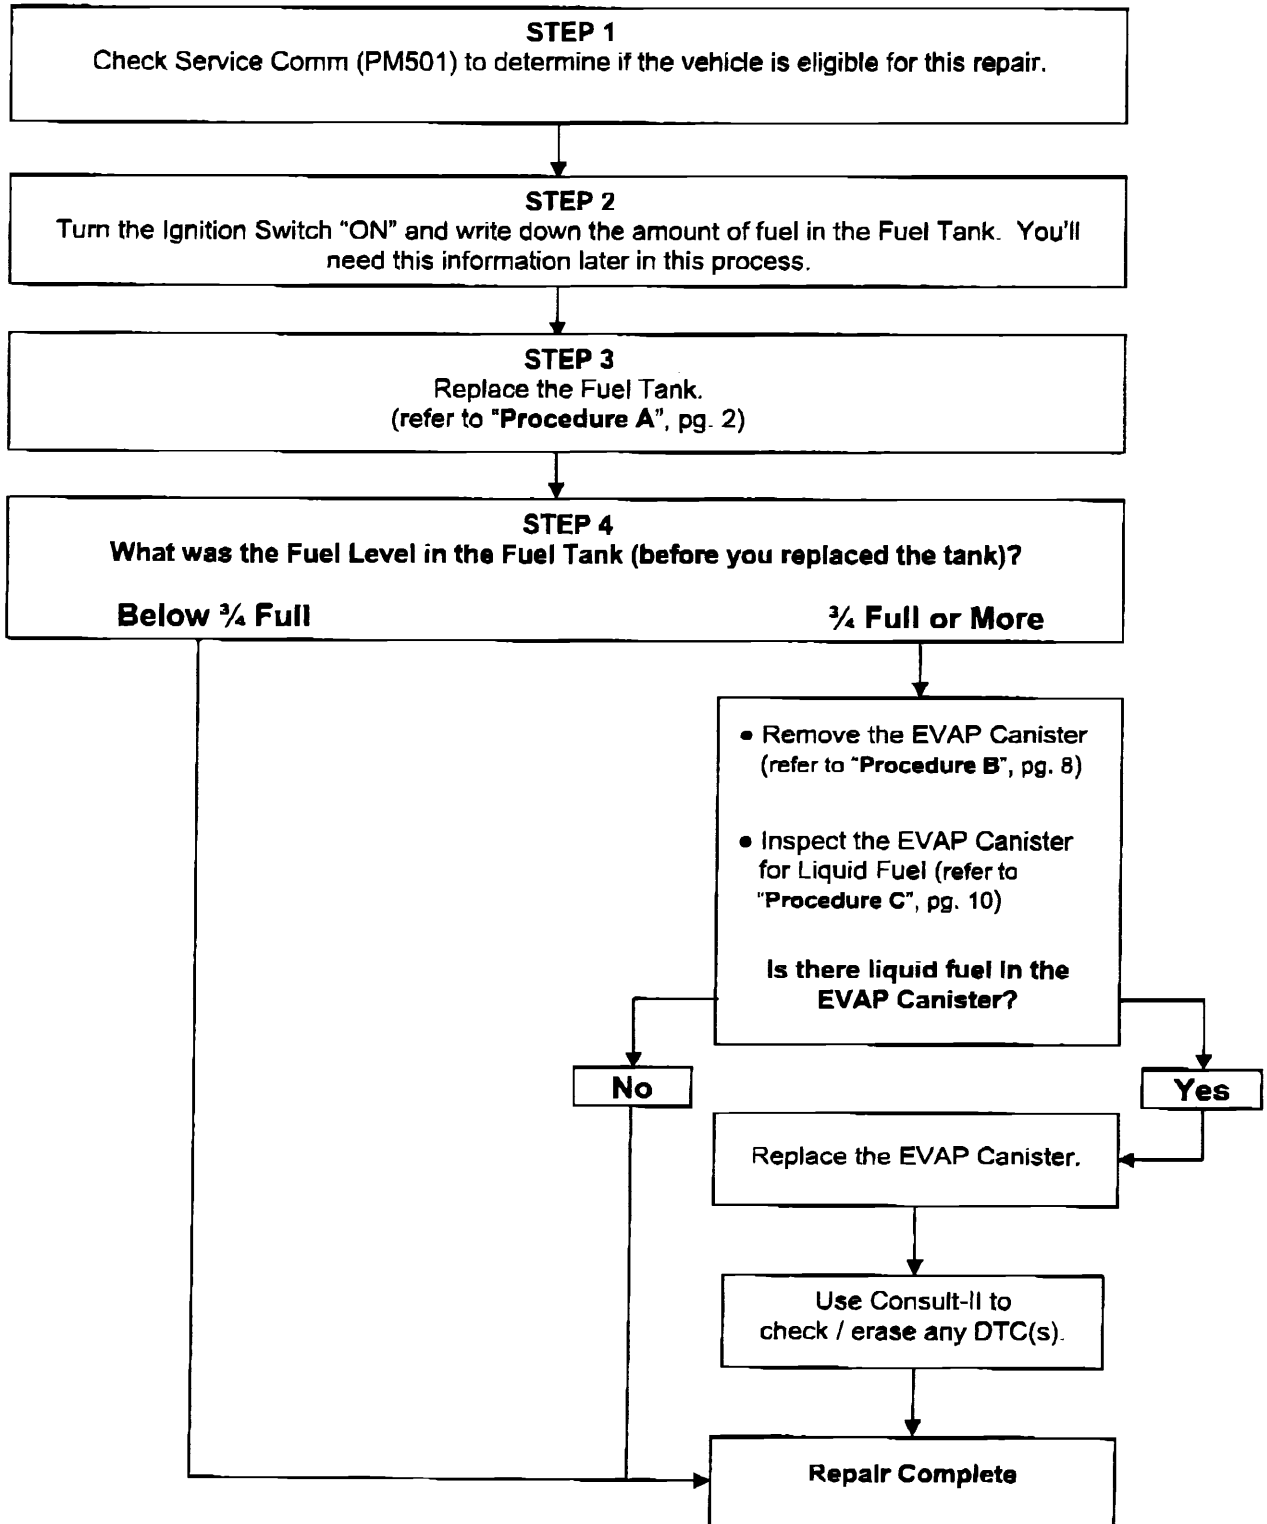 STEP 1
Check Service Comm (PM501) to determine if the vehicle is eligible for this repair.
STEP 2
Turn the Ignition Switch "ON" and write down the amount of fuel in the Fuel Tank. You'll
need this information later in this process.
STEP 3
Replace the Fuel Tank.
(refer to "Procedure A", pg. 2)
STEP 4
What was the Fuel Level in the Fuel Tank (before you replaced the tank)?
Below ¾ Full
¾ Full or More
• Remove the EVAP Canister
(refer to "Procedure B", pg. 8)
• Inspect the EVAP Canister
for Liquid Fuel (refer to
"Procedure C", pg. 10)
Is there liquid fuel in the
EVAP Canister?
No
Yes
Replace the EVAP Canister.
Use Consult-II to
check / erase any DTC(s).
Repair Complete